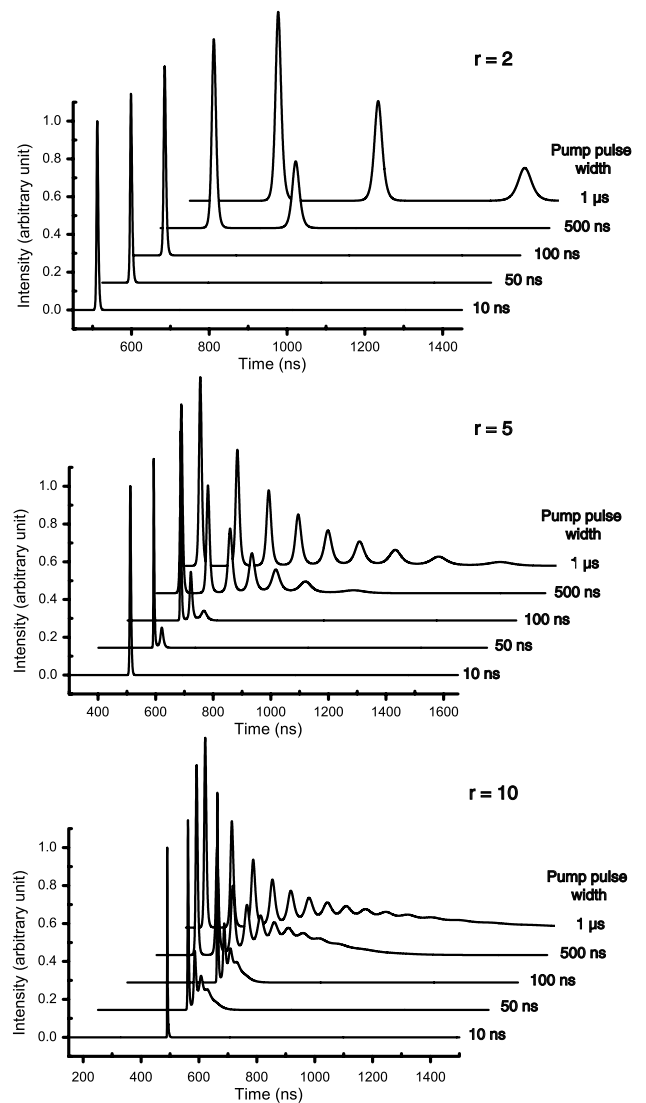 r = 2
Pump pulse
width
1 µs
500 ns
100 ns
50 ns
10 ns
Intensity (arbitrary unit)
1.0
0.8
0.6
0.4
0.2
0.0
600 800 1000 1200 1400
Time (ns)
r = 5
Pump pulse
width
1 µs
500 ns
100 ns
50 ns
10 ns
Intensity (arbitrary unit)
1.0
0.8
0.6
0.4
0.2
0.0
400 600 800 1000 1200 1400 1600
Time (ns)
r = 10
Pump pulse
width
1 µs
500 ns
100 ns
50 ns
10 ns
Intensity (arbitrary unit)
1.0
0.8
0.6
0.4
0.2
0.0
200 400 600 800 1000 1200 1400
Time (ns)